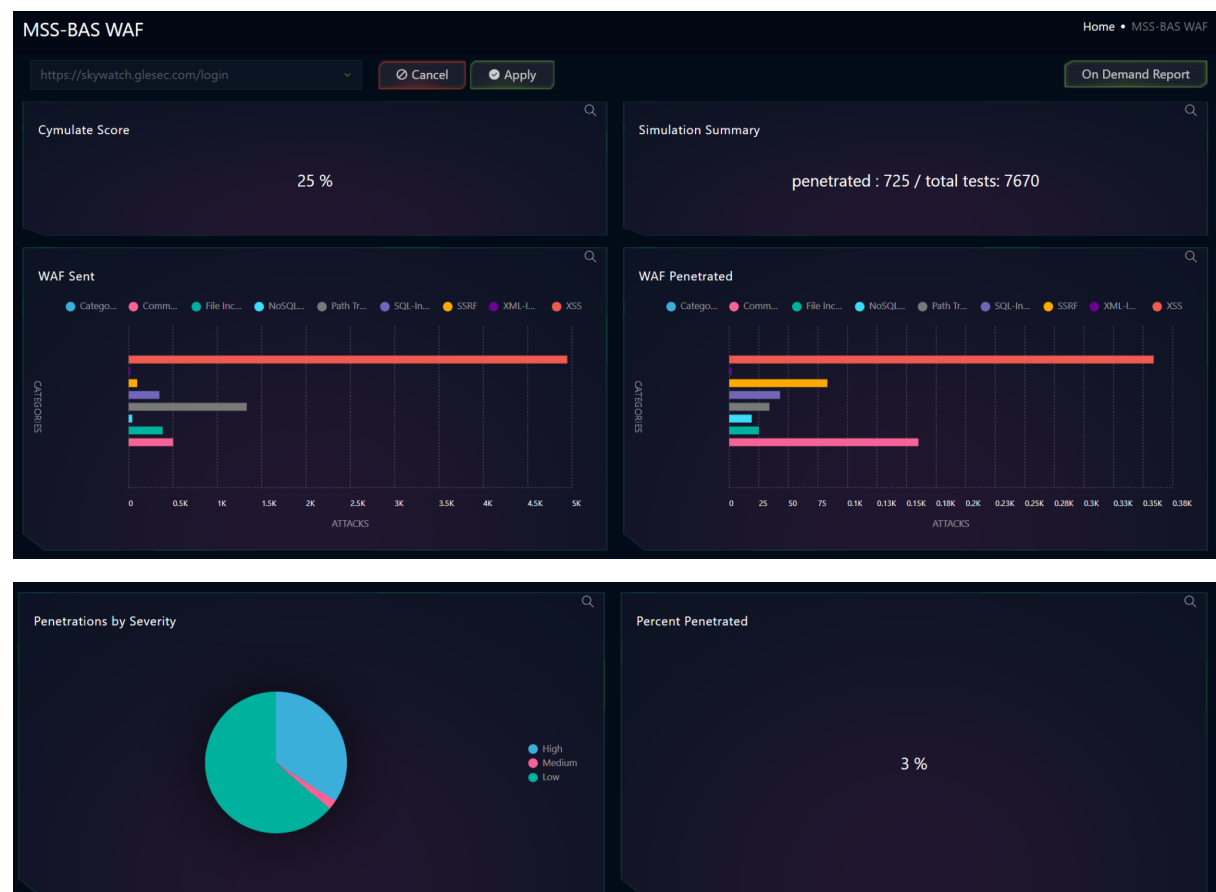 MSS-BAS WAF
Home • MSS-BAS WAF
https://skywatch.glesec.com/login
Cancel
Apply
On Demand Report
Cymulate Score
25 %
Simulation Summary
penetrated : 725 / total tests: 7670
WAF Sent
Catego... Comm... File Inc... NoSQL... Path Tr... SQL-In... SSRF XML-I... XSS
CATEGORIES
0 0.5K 1K 1.5K 2K 2.5K 3K 3.5K 4K 4.5K 5K
ATTACKS
WAF Penetrated
Catego... Comm... File Inc... NoSQL... Path Tr... SQL-In... SSRF XML-I... XSS
CATEGORIES
0 25 50 75 0.1K 0.13K 0.15K 0.18K 0.2K 0.23K 0.25K 0.28K 0.3K 0.33K 0.35K 0.38K
ATTACKS
Penetrations by Severity
High
Medium
Low
Percent Penetrated
3 %